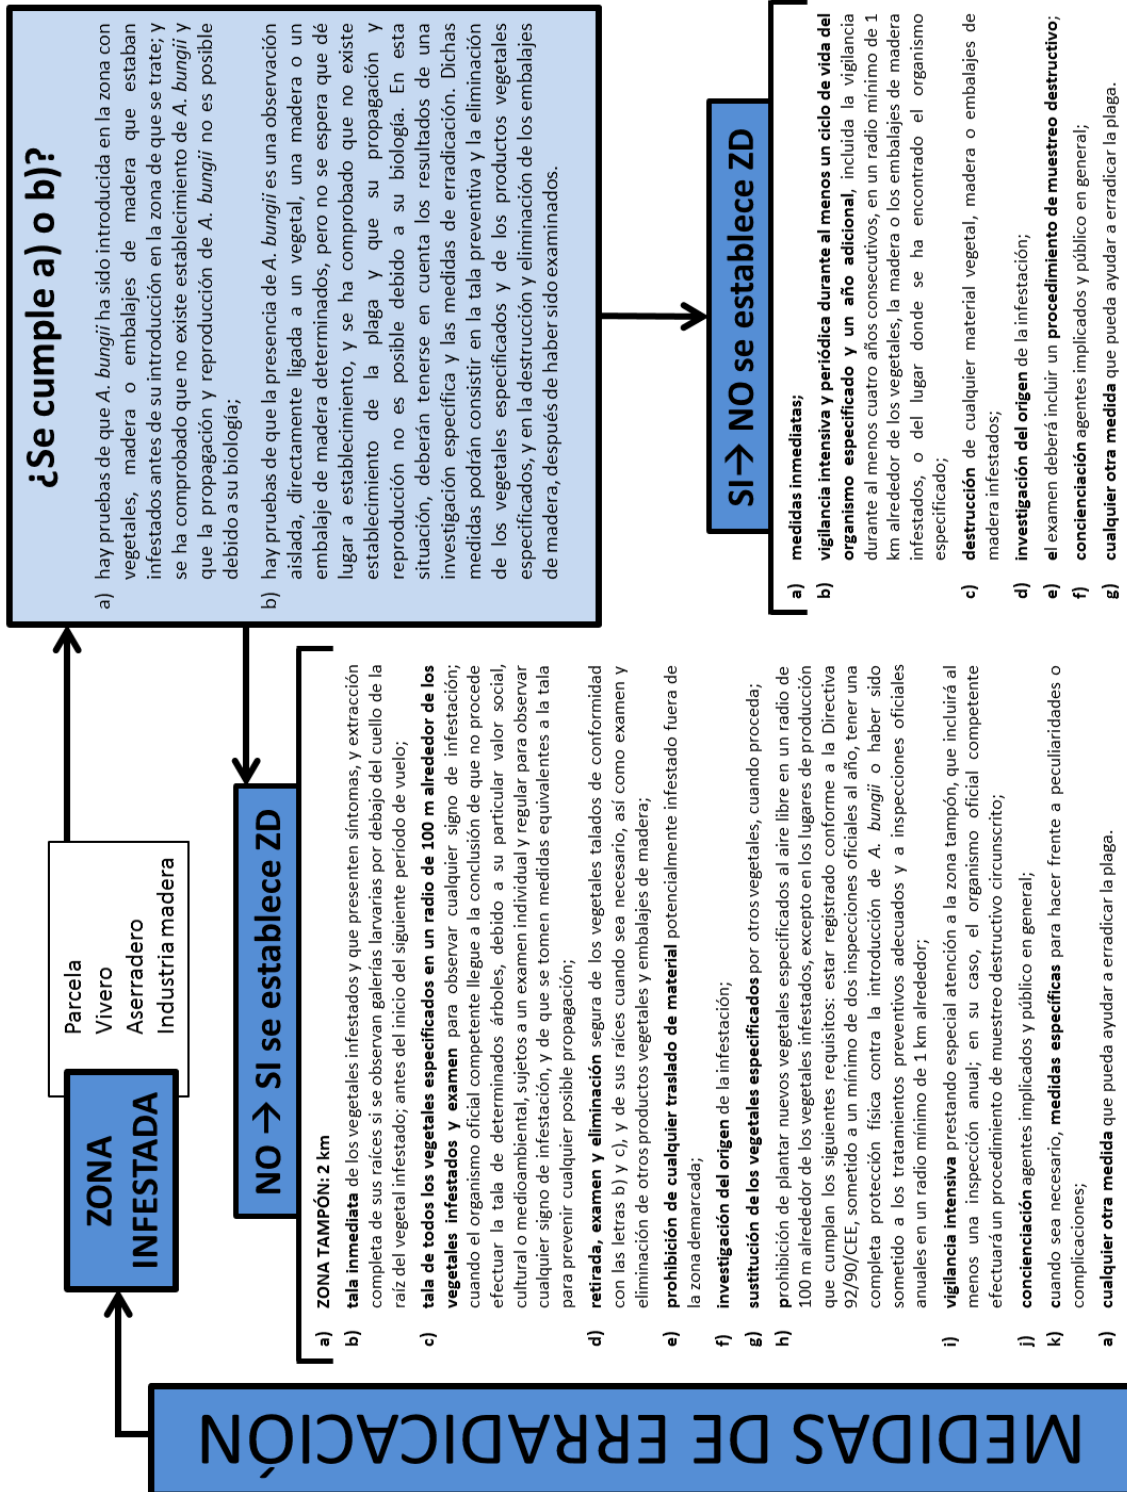 MEDIDAS DE ERRADICACIÓN
ZONA
INFESTADA
Parcela
Vivero
Aserradero
Industria madera
¿Se cumple a) o b)?
a) hay pruebas de que A. bungii ha sido introducida en la zona con
vegetales, madera o embalajes de madera que estaban
infestados antes de su introducción en la zona de que se trate; y
se ha comprobado que no existe establecimiento de A. bungii y
que la propagación y reproducción de A. bungii no es posible
debido a su biología;
b) hay pruebas de que la presencia de A. bungii es una observación
aislada, directamente ligada a un vegetal, una madera o un
embalaje de madera determinados, pero no se espera que dé
lugar a establecimiento, y se ha comprobado que no existe
establecimiento de la plaga y que su propagación y
reproducción no es posible debido a su biología. En esta
situación, deberán tenerse en cuenta los resultados de una
investigación específica y las medidas de erradicación. Dichas
medidas podrán consistir en la tala preventiva y la eliminación
de los vegetales especificados y de los productos vegetales
especificados, y en la destrucción y eliminación de los embalajes
de madera, después de haber sido examinados.
NO → SI se establece ZD
a) ZONA TAMPÓN: 2 km
b) tala inmediata de los vegetales infestados y que presenten síntomas, y extracción
completa de sus raíces si se observan galerías larvarias por debajo del cuello de la
raíz del vegetal infestado; antes del inicio del siguiente período de vuelo;
c) tala de todos los vegetales especificados en un radio de 100 m alrededor de los
vegetales infestados y examen para observar cualquier signo de infestación;
cuando el organismo oficial competente llegue a la conclusión de que no procede
efectuar la tala de determinados árboles, debido a su particular valor social,
cultural o medioambiental, sujetos a un examen individual y regular para observar
cualquier signo de infestación, y de que se tomen medidas equivalentes a la tala
para prevenir cualquier posible propagación;
d) retirada, examen y eliminación segura de los vegetales talados de conformidad
con las letras b) y c), y de sus raíces cuando sea necesario, así como examen y
eliminación de otros productos vegetales y embalajes de madera;
e) prohibición de cualquier traslado de material potencialmente infestado fuera de
la zona demarcada;
f) investigación del origen de la infestación;
g) sustitución de los vegetales especificados por otros vegetales, cuando proceda;
h) prohibición de plantar nuevos vegetales especificados al aire libre en un radio de
100 m alrededor de los vegetales infestados, excepto en los lugares de producción
que cumplan los siguientes requisitos: estar registrado conforme a la Directiva
92/90/CEE, sometido a un mínimo de dos inspecciones oficiales al año, tener una
completa protección física contra la introducción de A. bungii o haber sido
sometido a los tratamientos preventivos adecuados y a inspecciones oficiales
anuales en un radio mínimo de 1 km alrededor;
i) vigilancia intensiva prestando especial atención a la zona tampón, que incluirá al
menos una inspección anual; en su caso, el organismo oficial competente
efectuará un procedimiento de muestreo destructivo circunscrito;
j) concienciación agentes implicados y público en general;
k) cuando sea necesario, medidas específicas para hacer frente a peculiaridades o
complicaciones;
a) cualquier otra medida que pueda ayudar a erradicar la plaga.
SI→ NO se establece ZD
a) medidas inmediatas;
b) vigilancia intensiva y periódica durante al menos un ciclo de vida del
organismo especificado y un año adicional, incluida la vigilancia
durante al menos cuatro años consecutivos, en un radio mínimo de 1
km alrededor de los vegetales, la madera o los embalajes de madera
infestados, o del lugar donde se ha encontrado el organismo
especificado;
c) destrucción de cualquier material vegetal, madera o embalajes de
madera infestados;
d) investigación del origen de la infestación;
e) el examen deberá incluir un procedimiento de muestreo destructivo;
f) concienciación agentes implicados y público en general;
g) cualquier otra medida que pueda ayudar a erradicar la plaga.